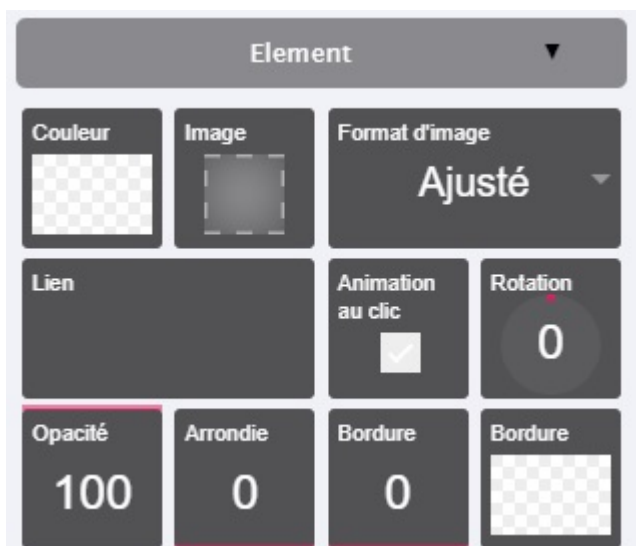 Element ▼
Couleur
Image
Format d'image
Ajusté
Lien
Animation
au clic
Rotation
0
Opacité
100
Arrondie
0
Bordure
0
Bordure